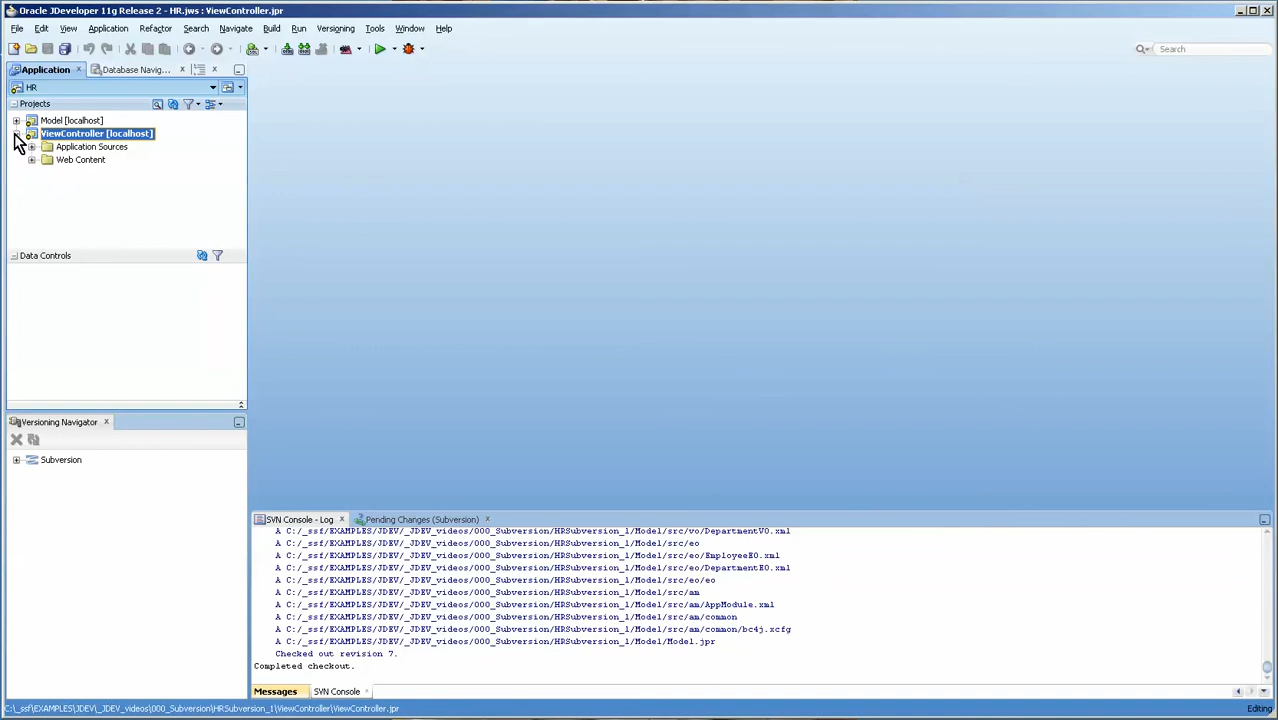 Oracle JDeveloper 11g Release 2 - HR.jws : ViewController.jpr
File Edit View Application Refactor Search Navigate Build Run Versioning Tools Window Help
Search
Application
Database Navig...
HR
Projects
Model [localhost]
ViewController [localhost]
Application Sources
Web Content
Data Controls
Versioning Navigator
Subversion
SVN Console - Log
Pending Changes (Subversion)
A C:/_ssf/EXAMPLES/JDEV/_JDEV_videos/000_Subversion/HRSubversion_1/Model/src/vo/DepartmentVO.xml
A C:/_ssf/EXAMPLES/JDEV/_JDEV_videos/000_Subversion/HRSubversion_1/Model/src/eo
A C:/_ssf/EXAMPLES/JDEV/_JDEV_videos/000_Subversion/HRSubversion_1/Model/src/eo/EmployeeEO.xml
A C:/_ssf/EXAMPLES/JDEV/_JDEV_videos/000_Subversion/HRSubversion_1/Model/src/eo/DepartmentEO.xml
A C:/_ssf/EXAMPLES/JDEV/_JDEV_videos/000_Subversion/HRSubversion_1/Model/src/eo/eo
A C:/_ssf/EXAMPLES/JDEV/_JDEV_videos/000_Subversion/HRSubversion_1/Model/src/am
A C:/_ssf/EXAMPLES/JDEV/_JDEV_videos/000_Subversion/HRSubversion_1/Model/src/am/AppModule.xml
A C:/_ssf/EXAMPLES/JDEV/_JDEV_videos/000_Subversion/HRSubversion_1/Model/src/am/common
A C:/_ssf/EXAMPLES/JDEV/_JDEV_videos/000_Subversion/HRSubversion_1/Model/src/am/common/bc4j.xcfg
A C:/_ssf/EXAMPLES/JDEV/_JDEV_videos/000_Subversion/HRSubversion_1/Model/Model.jpr
Checked out revision 7.
Completed checkout.
Messages
SVN Console
C:\_ssf\EXAMPLES\JDEV\_JDEV_videos\000_Subversion\HRSubversion_1\ViewController\ViewController.jpr
Editing